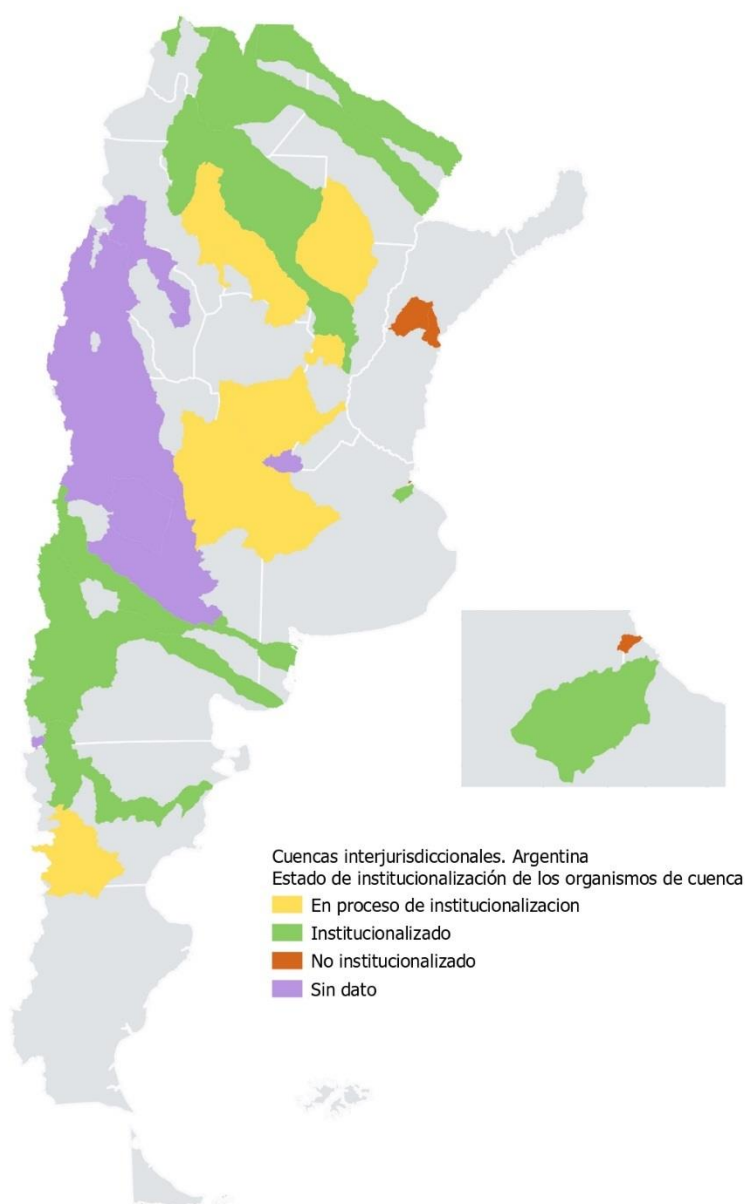 Cuencas interjurisdiccionales. Argentina
Estado de institucionalización de los organismos de cuenca
En proceso de institucionalizacion
Institucionalizado
No institucionalizado
Sin dato